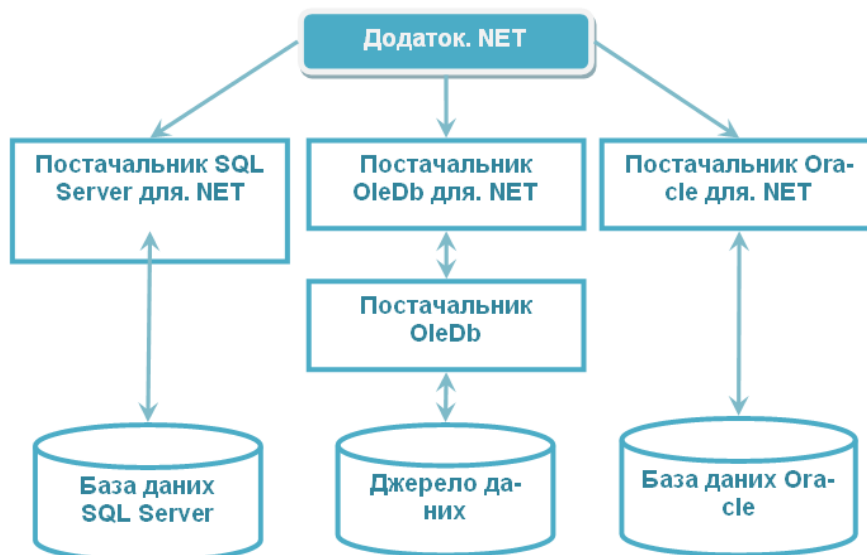 Додаток. NET
Постачальник SQL
Server для. NET
Постачальник
OleDb для. NET
Постачальник Ora-
cle для. NET
Постачальник
OleDb
База даних
SQL Server
Джерело да-
них
База даних Ora-
cle